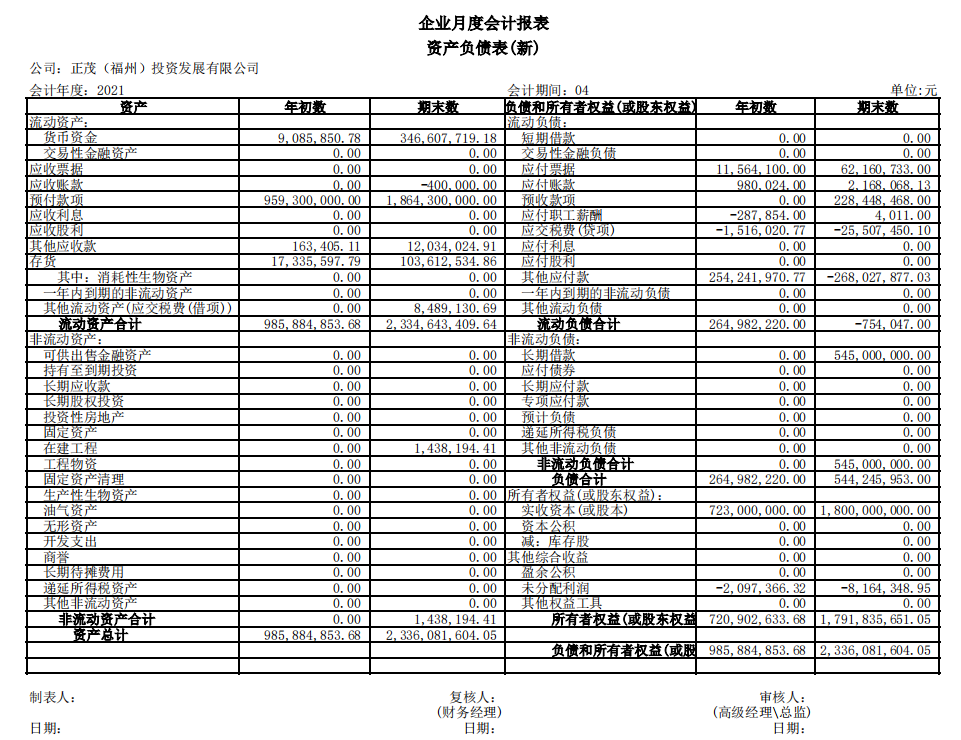 企业月度会计报表
资产负债表(新)
公司: 正茂（福州）投资发展有限公司
会计年度: 2021 会计期间: 04 单位:元
资产 年初数 期末数 负债和所有者权益(或股东权益) 年初数 期末数
流动资产: 流动负债:
货币资金 9,085,850.78 346,607,719.18 短期借款 0.00 0.00
交易性金融资产 0.00 0.00 交易性金融负债 0.00 0.00
应收票据 0.00 0.00 应付票据 11,564,100.00 62,160,733.00
应收账款 0.00 -400,000.00 应付账款 980,024.00 2,168,068.13
预付款项 959,300,000.00 1,864,300,000.00 预收款项 0.00 228,448,468.00
应收利息 0.00 0.00 应付职工薪酬 -287,854.00 4,011.00
应收股利 0.00 0.00 应交税费(贷项) -1,516,020.77 -25,507,450.10
其他应收款 163,405.11 12,034,024.91 应付利息 0.00 0.00
存货 17,335,597.79 103,612,534.86 应付股利 0.00 0.00
其中: 消耗性生物资产 0.00 0.00 其他应付款 254,241,970.77 -268,027,877.03
一年内到期的非流动资产 0.00 0.00 一年内到期的非流动负债 0.00 0.00
其他流动资产(应交税费(借项)) 0.00 8,489,130.69 其他流动负债 0.00 0.00
流动资产合计 985,884,853.68 2,334,643,409.64 流动负债合计 264,982,220.00 -754,047.00
非流动资产: 非流动负债:
可供出售金融资产 0.00 0.00 长期借款 0.00 545,000,000.00
持有至到期投资 0.00 0.00 应付债券 0.00 0.00
长期应收款 0.00 0.00 长期应付款 0.00 0.00
长期股权投资 0.00 0.00 专项应付款 0.00 0.00
投资性房地产 0.00 0.00 预计负债 0.00 0.00
固定资产 0.00 0.00 递延所得税负债 0.00 0.00
在建工程 0.00 1,438,194.41 其他非流动负债 0.00 0.00
工程物资 0.00 0.00 非流动负债合计 0.00 545,000,000.00
固定资产清理 0.00 0.00 负债合计 264,982,220.00 544,245,953.00
生产性生物资产 0.00 0.00 所有者权益(或股东权益):
油气资产 0.00 0.00 实收资本(或股本) 723,000,000.00 1,800,000,000.00
无形资产 0.00 0.00 资本公积 0.00 0.00
开发支出 0.00 0.00 减: 库存股 0.00 0.00
商誉 0.00 0.00 其他综合收益 0.00 0.00
长期待摊费用 0.00 0.00 盈余公积 0.00 0.00
递延所得税资产 0.00 0.00 未分配利润 -2,097,366.32 -8,164,348.95
其他非流动资产 0.00 0.00 其他权益工具 0.00 0.00
非流动资产合计 0.00 1,438,194.41 所有者权益(或股东权益 720,902,633.68 1,791,835,651.05
资产总计 985,884,853.68 2,336,081,604.05
负债和所有者权益(或股 985,884,853.68 2,336,081,604.05
制表人: 复核人: 审核人:
(财务经理) (高级经理\总监)
日期: 日期: 日期: